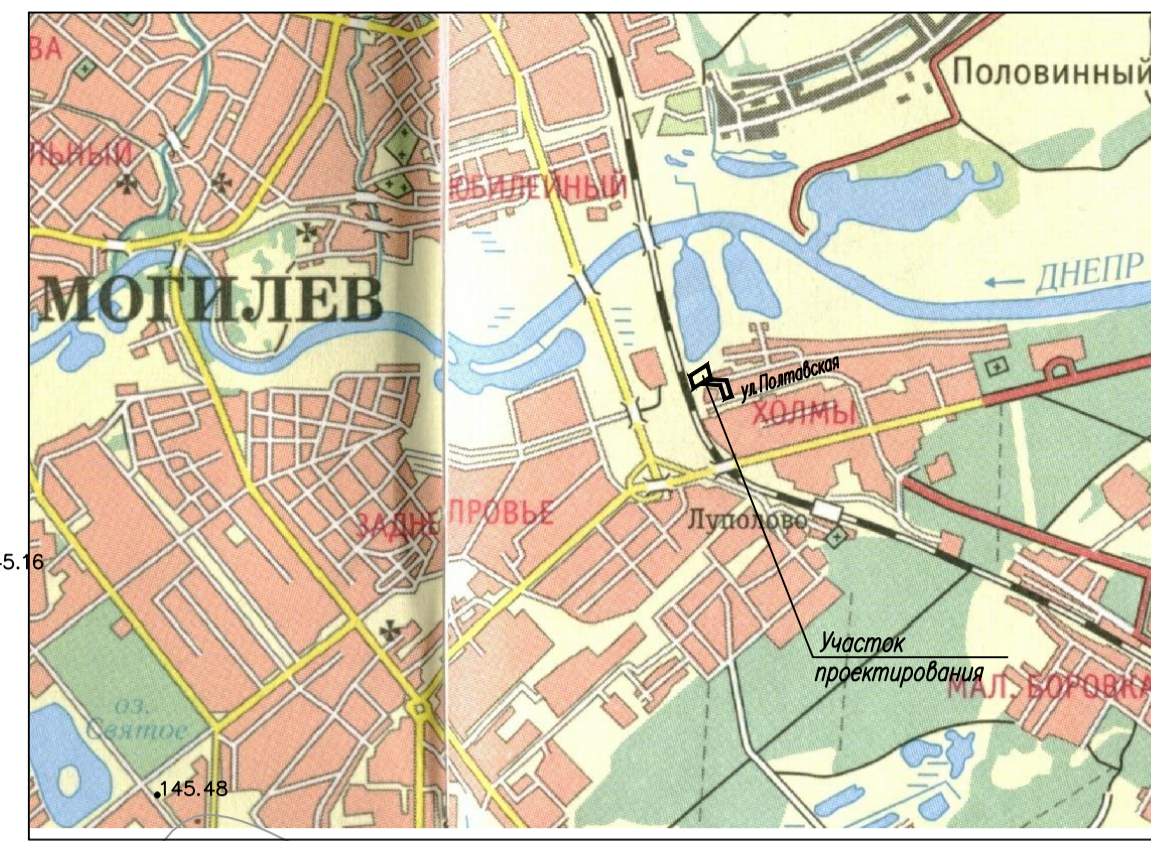 ВА
Половинный
ЛЬНЫЙ
ЮБИЛЕЙНЫЙ
МОГИЛЕВ
← ДНЕПР
ул.Полтавская
ХОЛМЫ
ЗАДНЕПРОВЬЕ
Луполово
45.16
Участок
проектирования
МАЛ. БОРОВКА
оз.
Святое
145.48